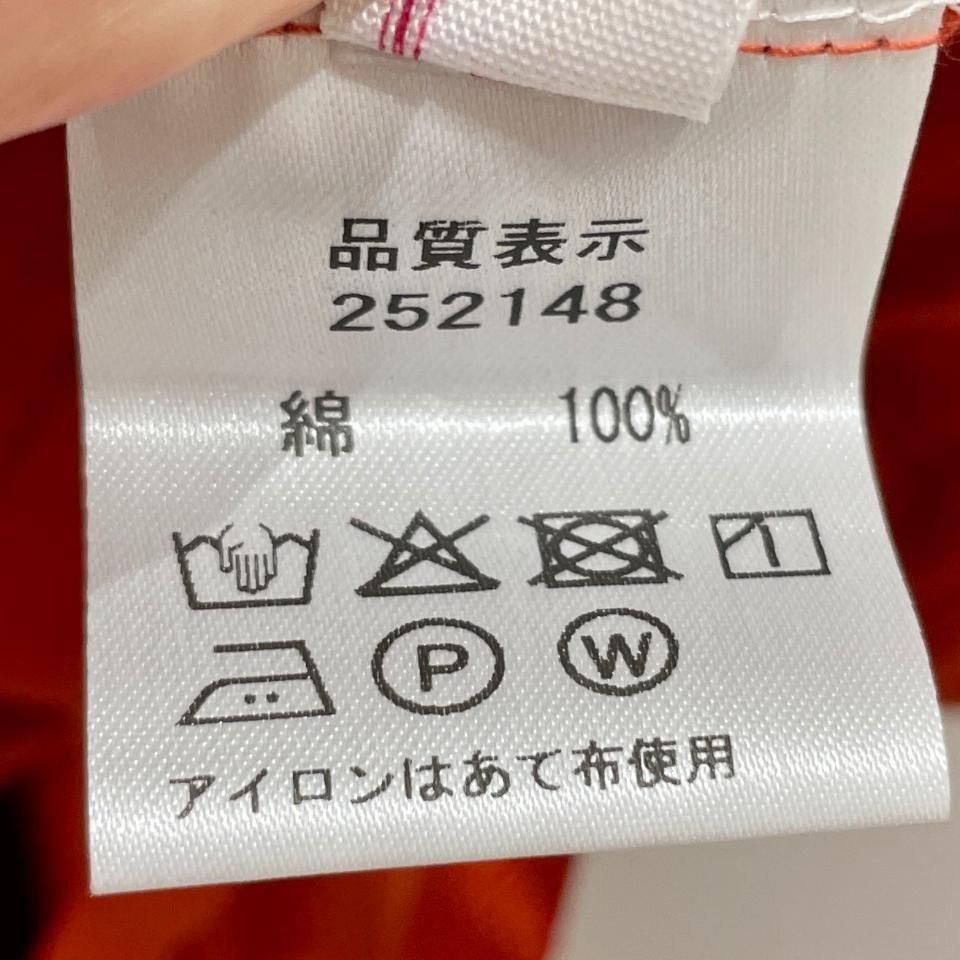 品質表示
252148
綿 100%
P W
アイロンはあて布使用